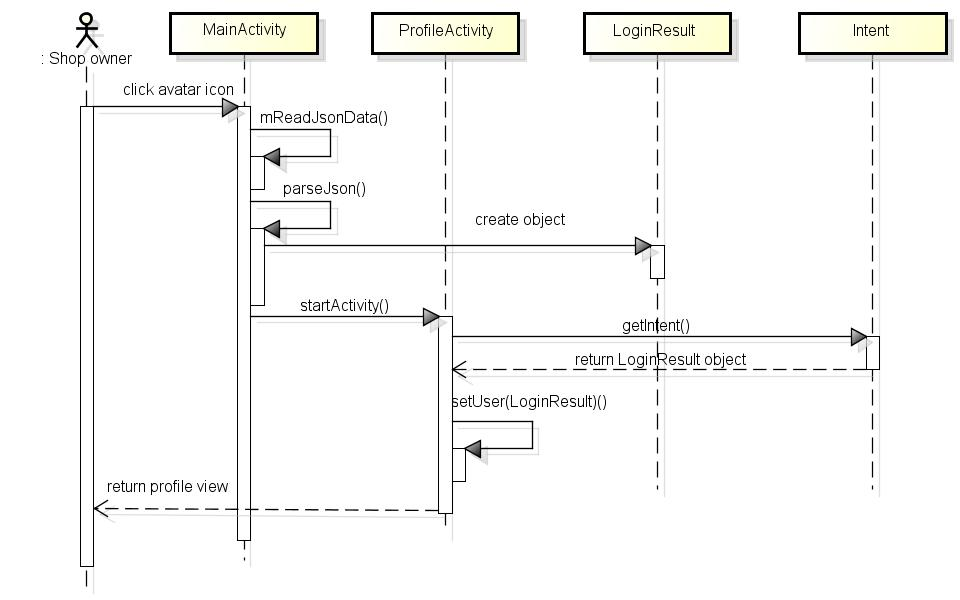 MainActivity
ProfileActivity
LoginResult
Intent
: Shop owner
click avatar icon
mReadJsonData()
parseJson()
create object
startActivity()
getIntent()
return LoginResult object
setUser(LoginResult)()
return profile view